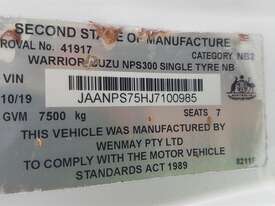 SECOND STAGE OF MANUFACTURE
ROVAL No. 41917 CATEGORY NB2
WARRIOR ISUZU NPS300 SINGLE TYRE NB
VIN
10/19 JAANPS75HJ7100985
GVM 7500 kg SEATS 7
THIS VEHICLE WAS MANUFACTURED BY
WENMAY PTY LTD
TO COMPLY WITH THE MOTOR VEHICLE
STANDARDS ACT 1989